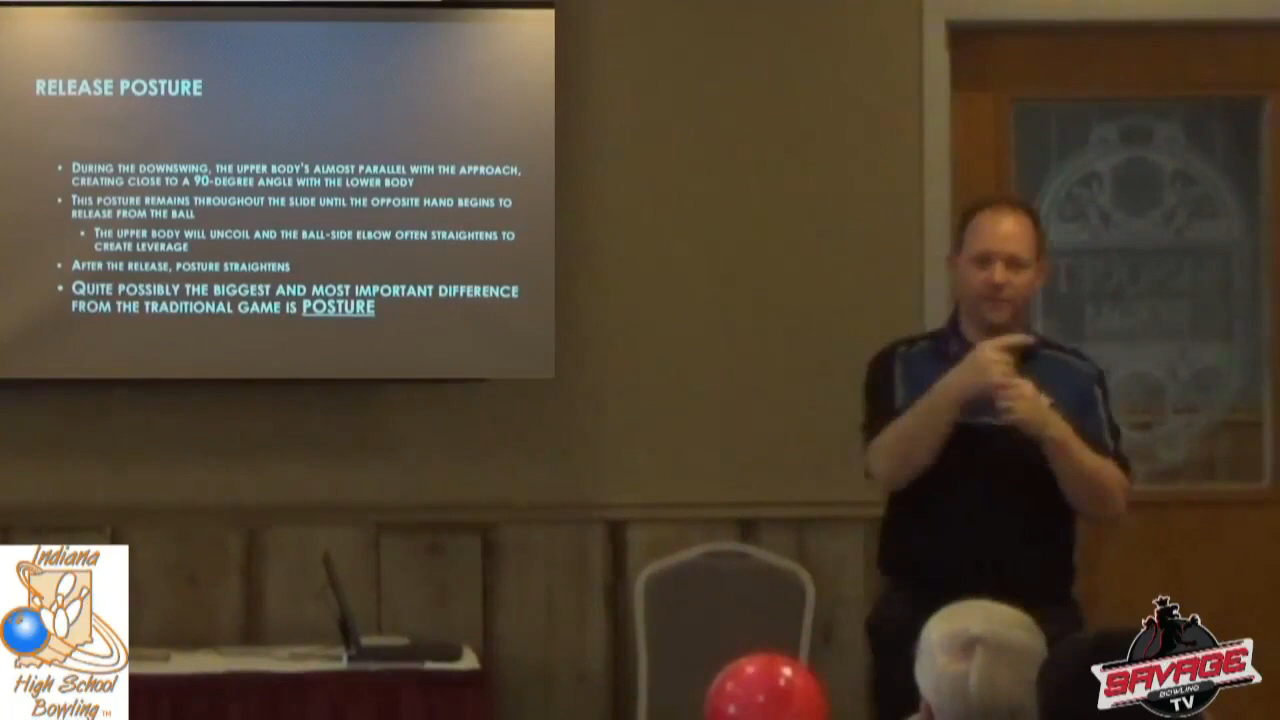 RELEASE POSTURE
• DURING THE DOWNSWING, THE UPPER BODY'S ALMOST PARALLEL WITH THE APPROACH,
CREATING CLOSE TO A 90-DEGREE ANGLE WITH THE LOWER BODY
• THIS POSTURE REMAINS THROUGHOUT THE SLIDE UNTIL THE OPPOSITE HAND BEGINS TO
RELEASE FROM THE BALL
• THE UPPER BODY WILL UNCOIL AND THE BALL-SIDE ELBOW OFTEN STRAIGHTENS TO
CREATE LEVERAGE
• AFTER THE RELEASE, POSTURE STRAIGHTENS
• QUITE POSSIBLY THE BIGGEST AND MOST IMPORTANT DIFFERENCE
FROM THE TRADITIONAL GAME IS POSTURE
Indiana
High School
Bowling™
SAVAGE
BOWLING
TV